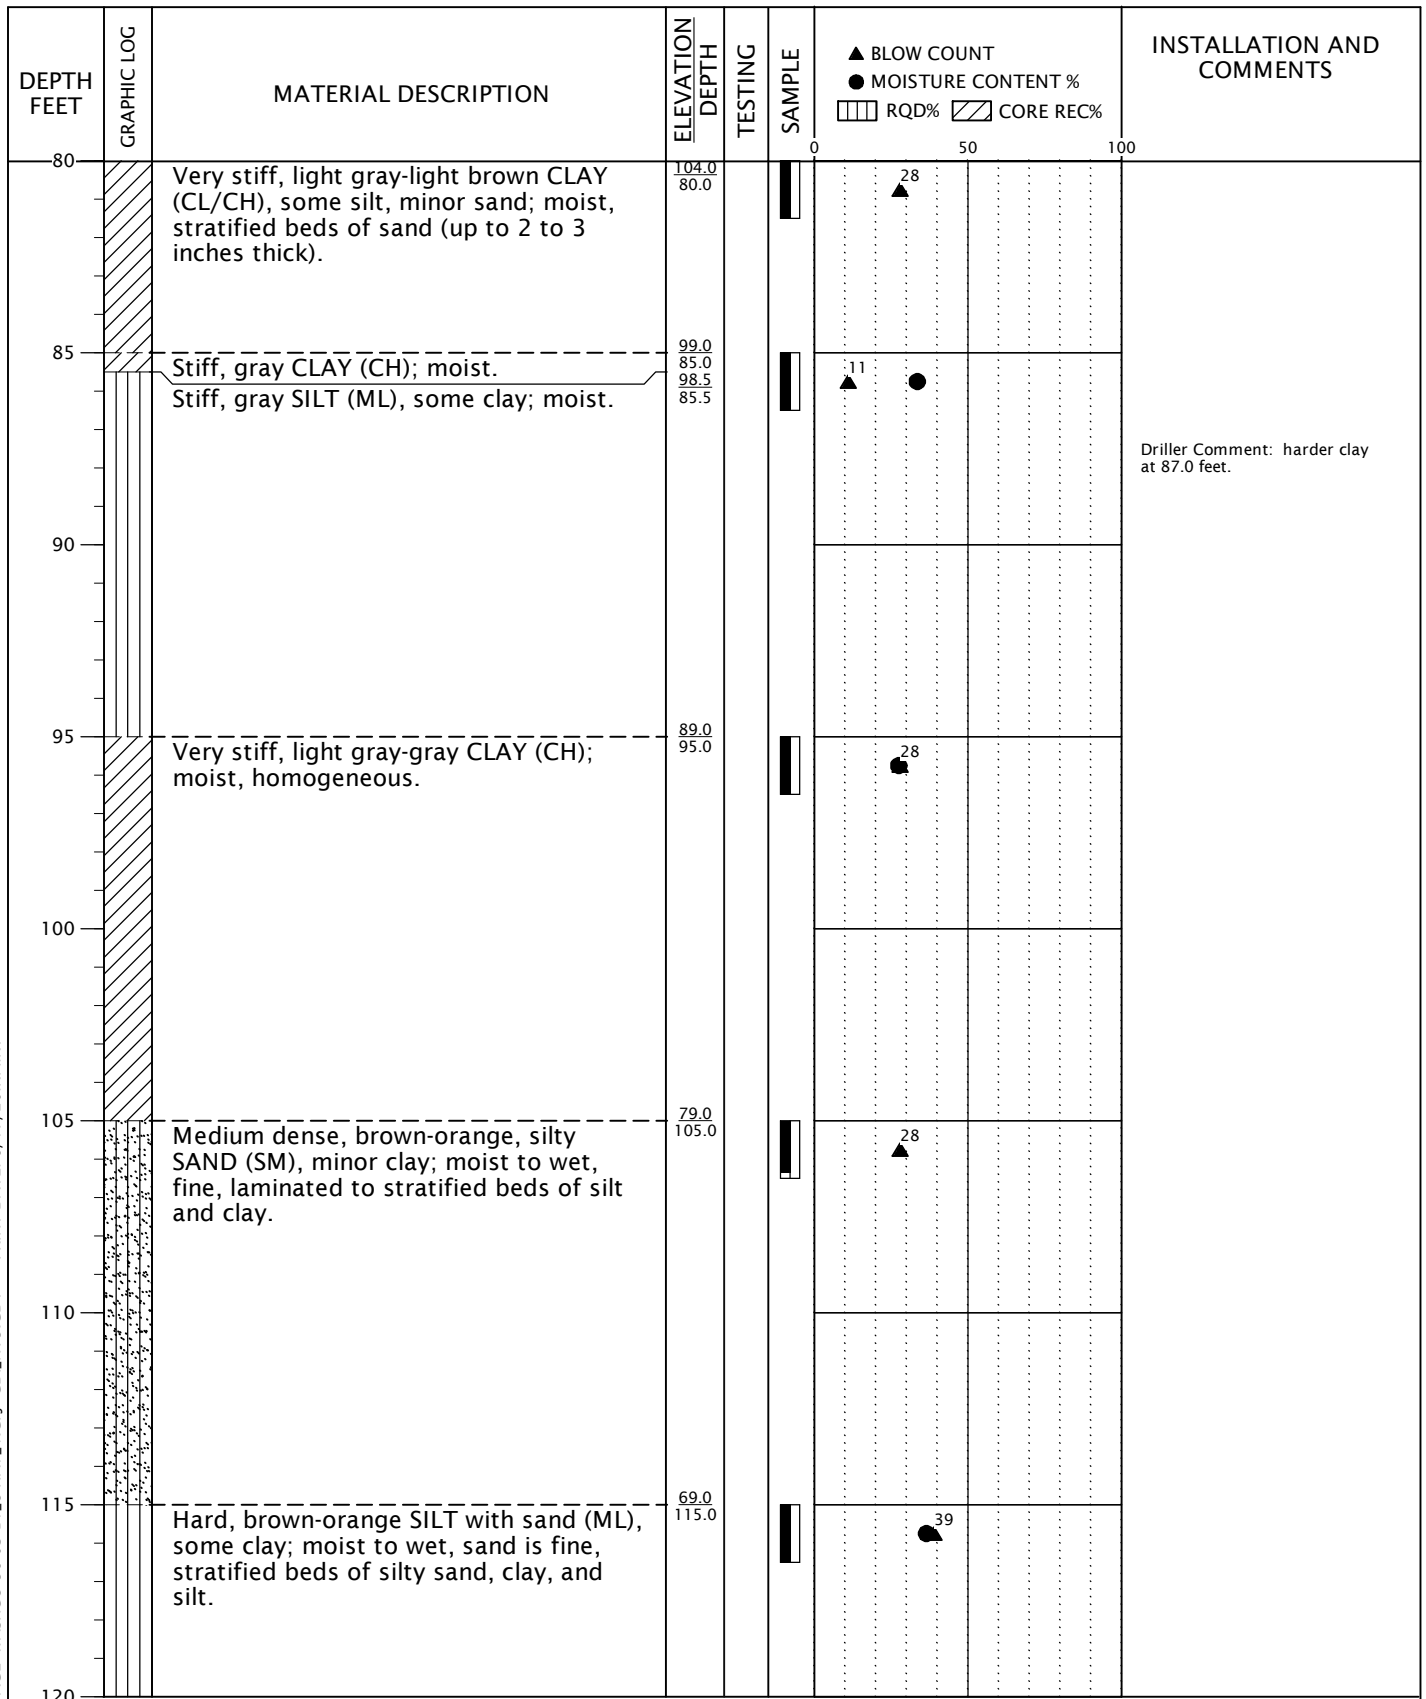 DEPTH
FEET
GRAPHIC LOG
MATERIAL DESCRIPTION
ELEVATION
DEPTH
TESTING
SAMPLE
▲ BLOW COUNT
● MOISTURE CONTENT %
RQD% CORE REC%
INSTALLATION AND
COMMENTS
0 50 100
80
Very stiff, light gray-light brown CLAY
(CL/CH), some silt, minor sand; moist,
stratified beds of sand (up to 2 to 3
inches thick).
104.0
80.0
28
85
Stiff, gray CLAY (CH); moist.
99.0
85.0
Stiff, gray SILT (ML), some clay; moist.
98.5
85.5
11
Driller Comment: harder clay
at 87.0 feet.
90
95
Very stiff, light gray-gray CLAY (CH);
moist, homogeneous.
89.0
95.0
28
100
105
Medium dense, brown-orange, silty
SAND (SM), minor clay; moist to wet,
fine, laminated to stratified beds of silt
and clay.
79.0
105.0
28
110
115
Hard, brown-orange SILT with sand (ML),
some clay; moist to wet, sand is fine,
stratified beds of silty sand, clay, and
silt.
69.0
115.0
39
120